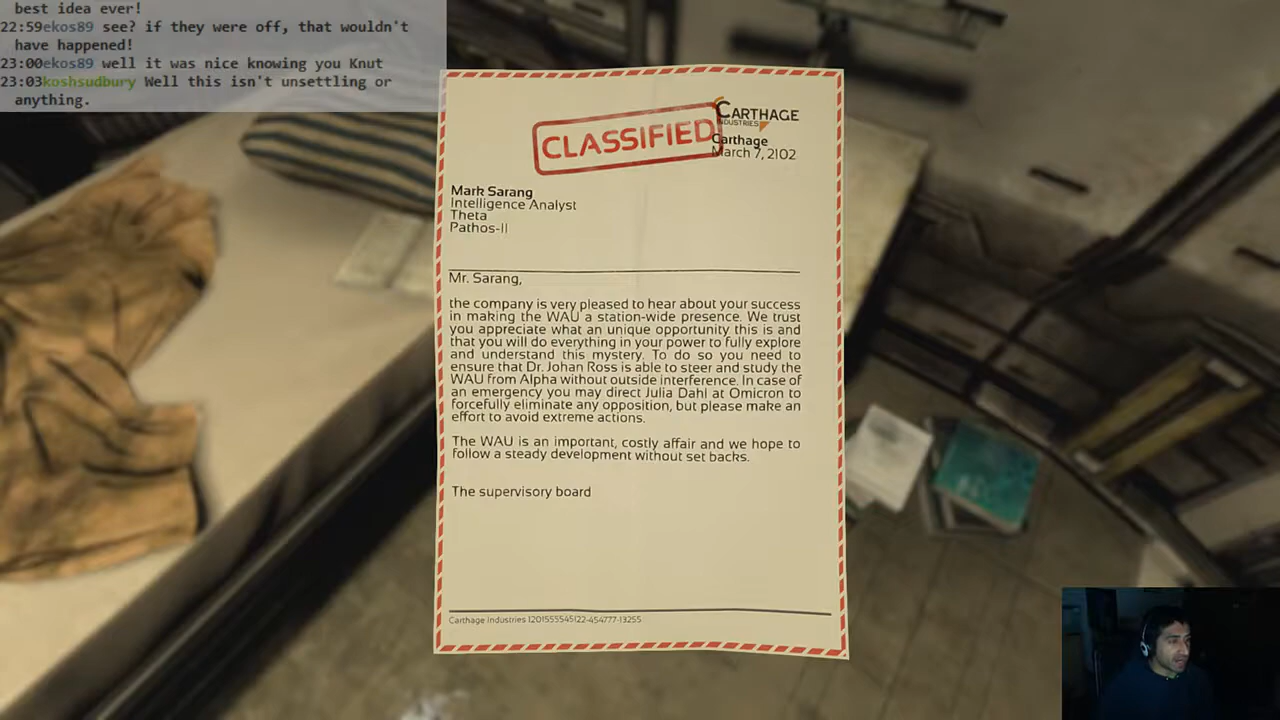 best idea ever!
22:59ekos89 see? if they were off, that wouldn't
have happened!
23:00ekos89 well it was nice knowing you Knut
23:03koshsudbury Well this isn't unsettling or
anything.
CLASSIFIED
CARTHAGE
INDUSTRIES
Carthage
March 7, 2102
Mark Sarang
Intelligence Analyst
Theta
Pathos-II
Mr. Sarang,
the company is very pleased to hear about your success
in making the WAU a station-wide presence. We trust
you appreciate what an unique opportunity this is and
that you will do everything in your power to fully explore
and understand this mystery. To do so you need to
ensure that Dr. Johan Ross is able to steer and study the
WAU from Alpha without outside interference. In case of
an emergency you may direct Julia Dahl at Omicron to
forcefully eliminate any opposition, but please make an
effort to avoid extreme actions.
The WAU is an important, costly affair and we hope to
follow a steady development without set backs.
The supervisory board
Carthage Industries 1201555545122-454777-13255